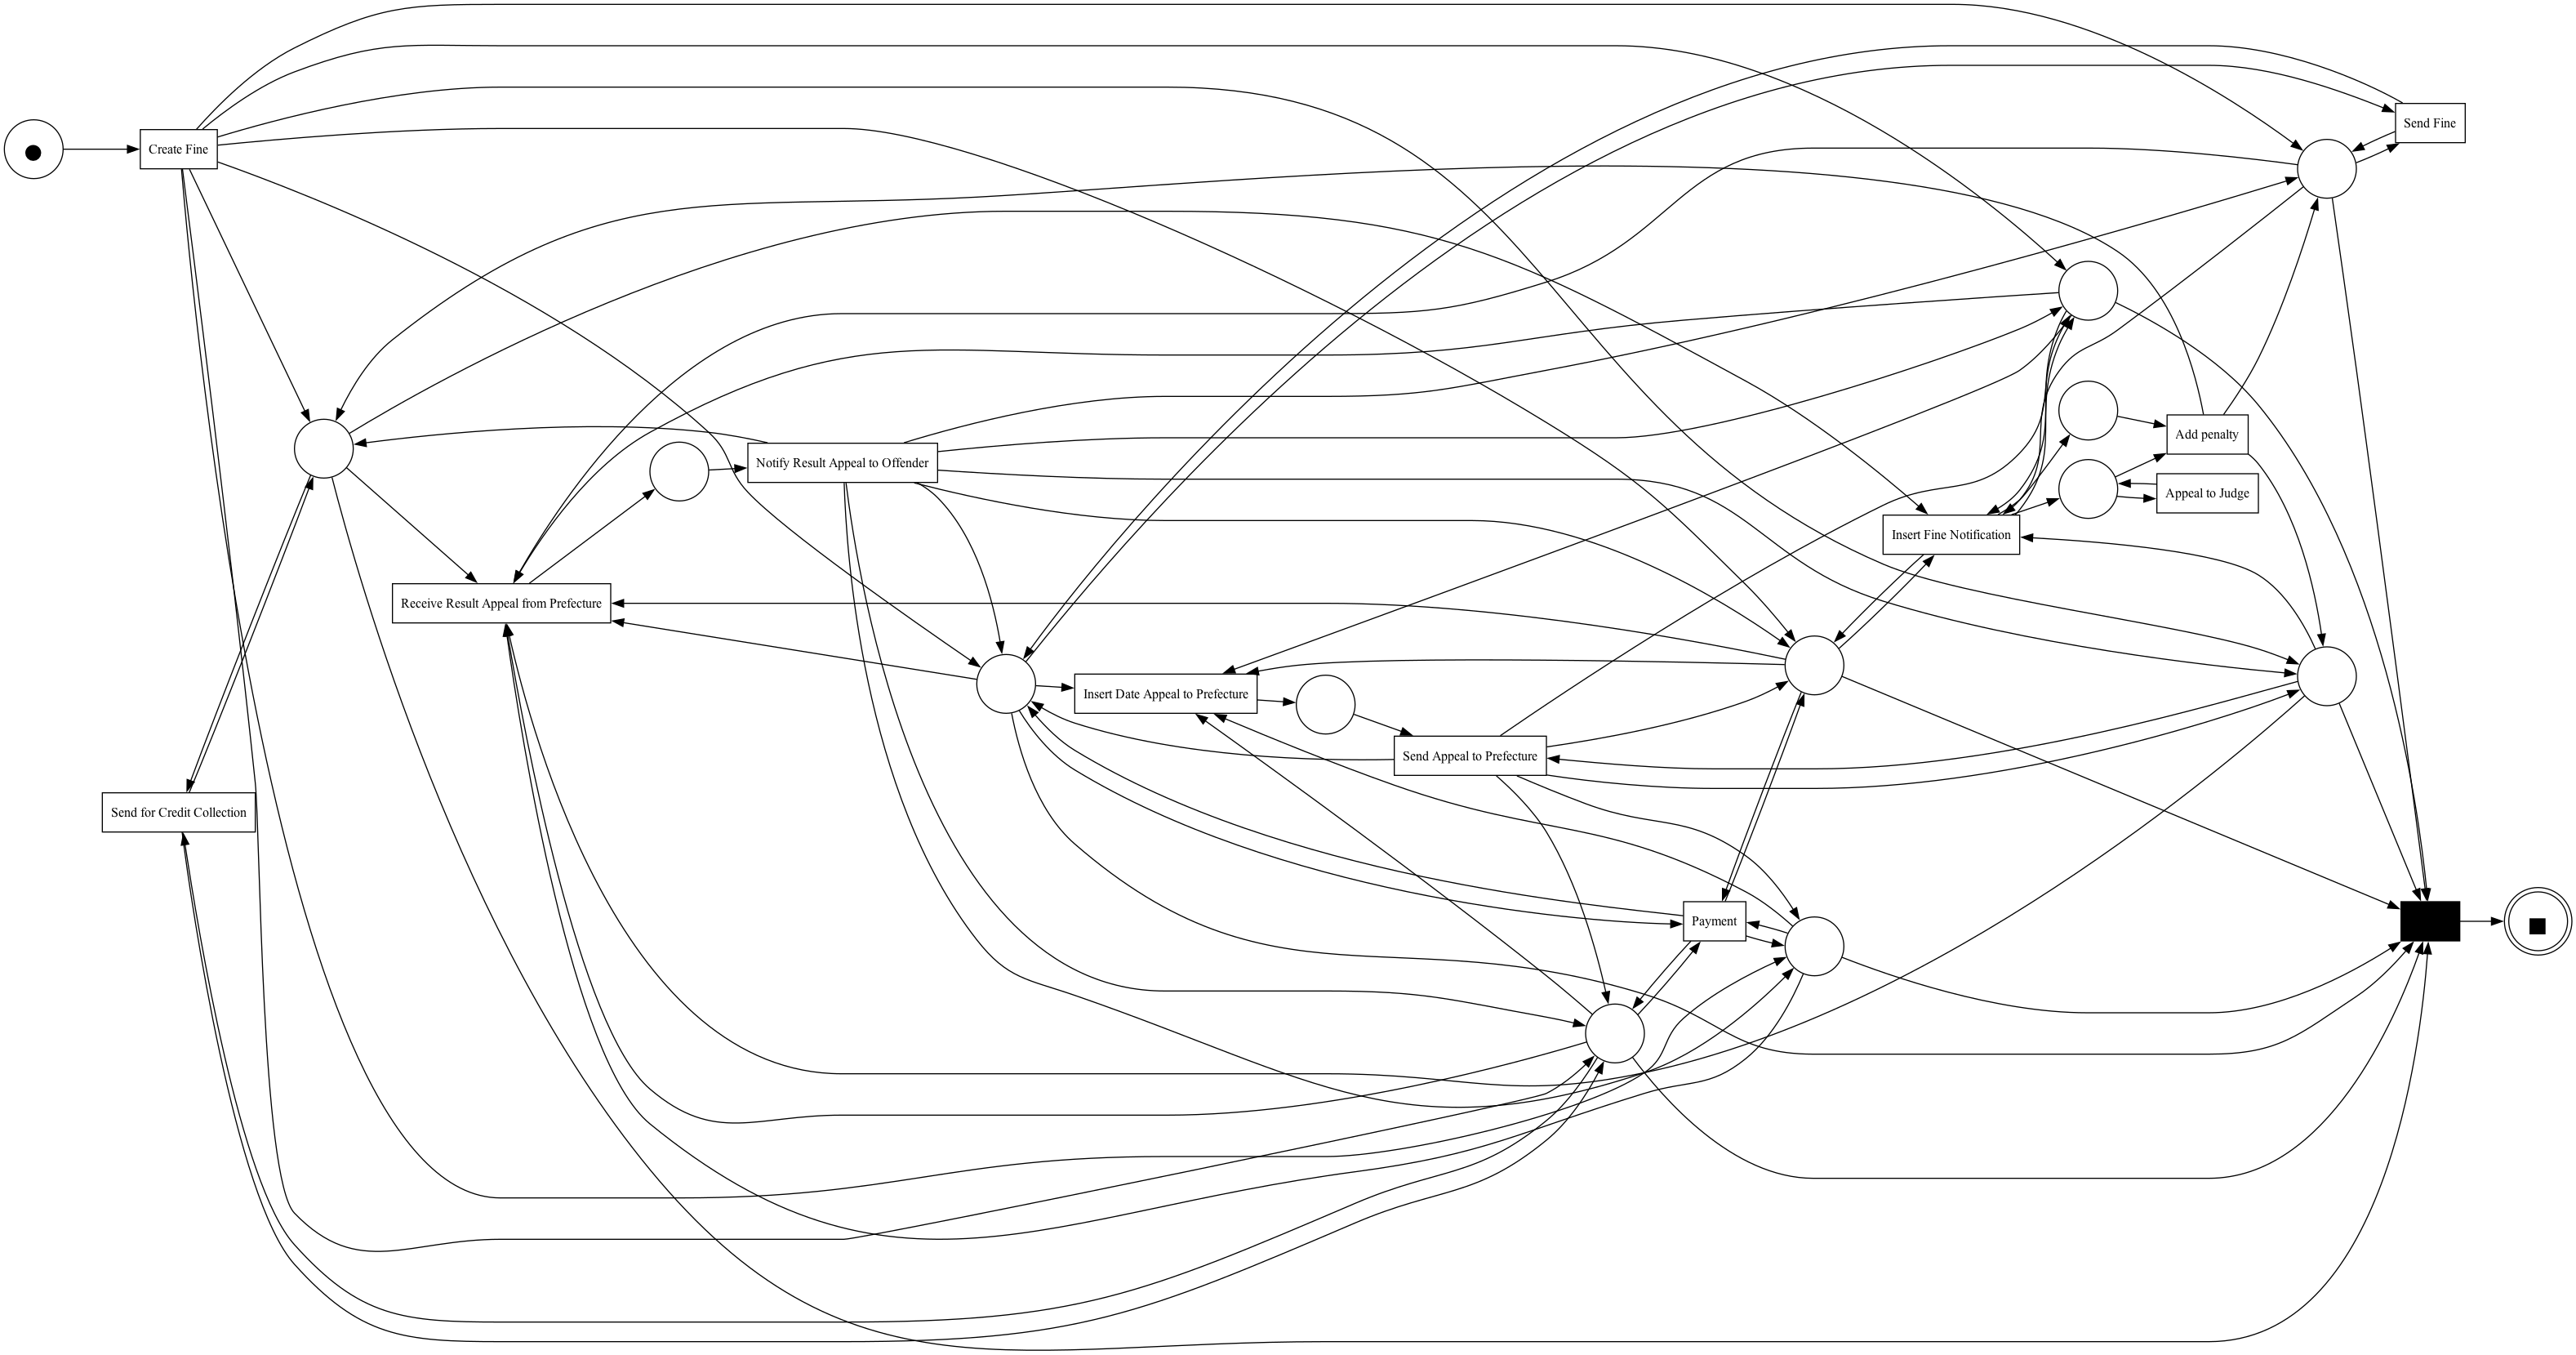 Create Fine
Send Fine
Add penalty
Notify Result Appeal to Offender
Appeal to Judge
Insert Fine Notification
Receive Result Appeal from Prefecture
Insert Date Appeal to Prefecture
Send Appeal to Prefecture
Send for Credit Collection
Payment